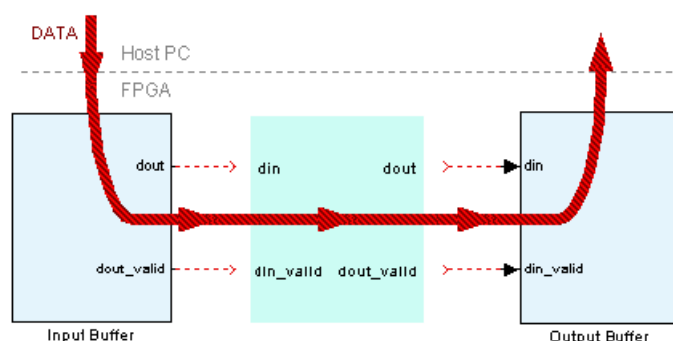 DATA
Host PC
FPGA
dout
din
dout
din
dout_valid
din_valid
dout_valid
din_valid
Input Buffer
Output Buffer